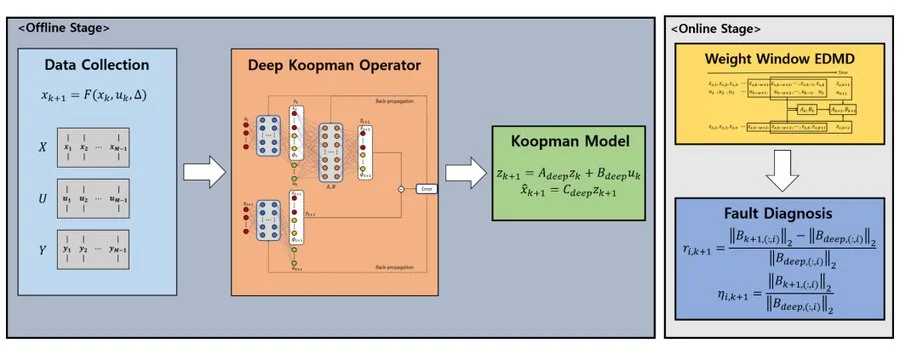 <Offline Stage>
Data Collection
x_{k+1} = F(x_k, u_k, Δ)
X
x_1 x_2 ⋯ x_{M-1}
U
u_1 u_2 ⋯ u_{M-1}
Y
y_1 y_2 ⋯ y_{M-1}
Deep Koopman Operator
Back-propagation
A, B
Error
Back-propagation
Koopman Model
z_{k+1} = A_{deep}z_k + B_{deep}u_k
x̂_{k+1} = C_{deep}z_{k+1}
<Online Stage>
Weight Window EDMD
Time
A_k, B_k
Fault Diagnosis
r_{i,k+1} = (‖B_{k+1,(:,i)}‖_2 − ‖B_{deep,(:,i)}‖_2) / ‖B_{deep,(:,i)}‖_2
η_{i,k+1} = ‖B_{k+1,(:,i)}‖_2 / ‖B_{deep,(:,i)}‖_2